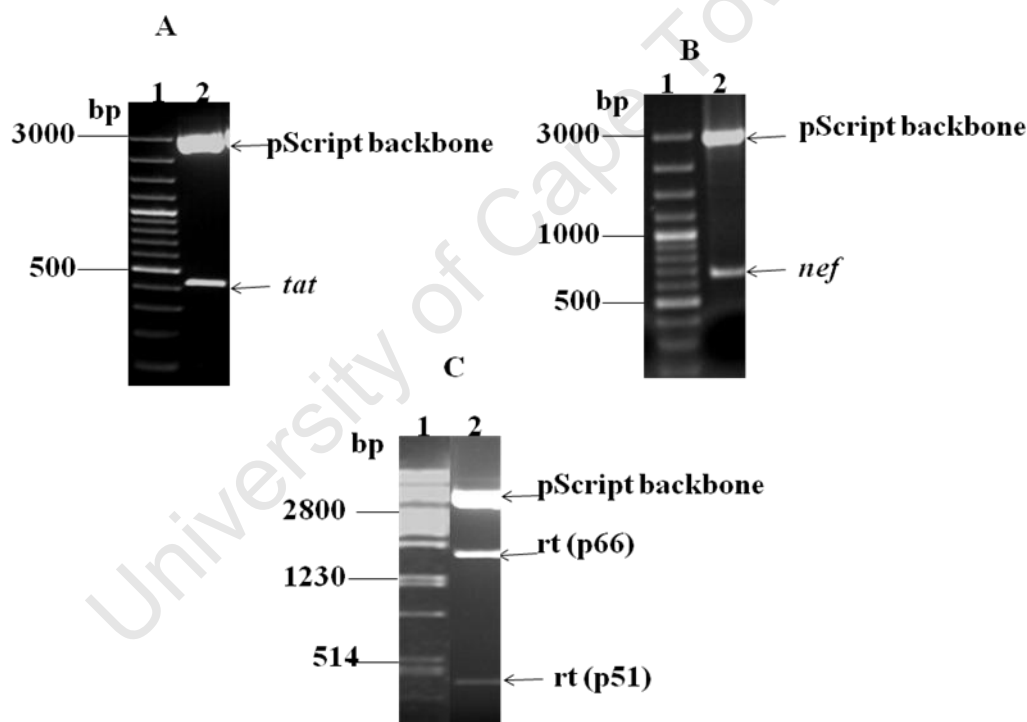 A
1 2
bp
3000
pScript backbone
500
tat
B
1 2
bp
3000
pScript backbone
1000
nef
500
C
1 2
bp
pScript backbone
2800
rt (p66)
1230
514
rt (p51)
University of Cape Tow